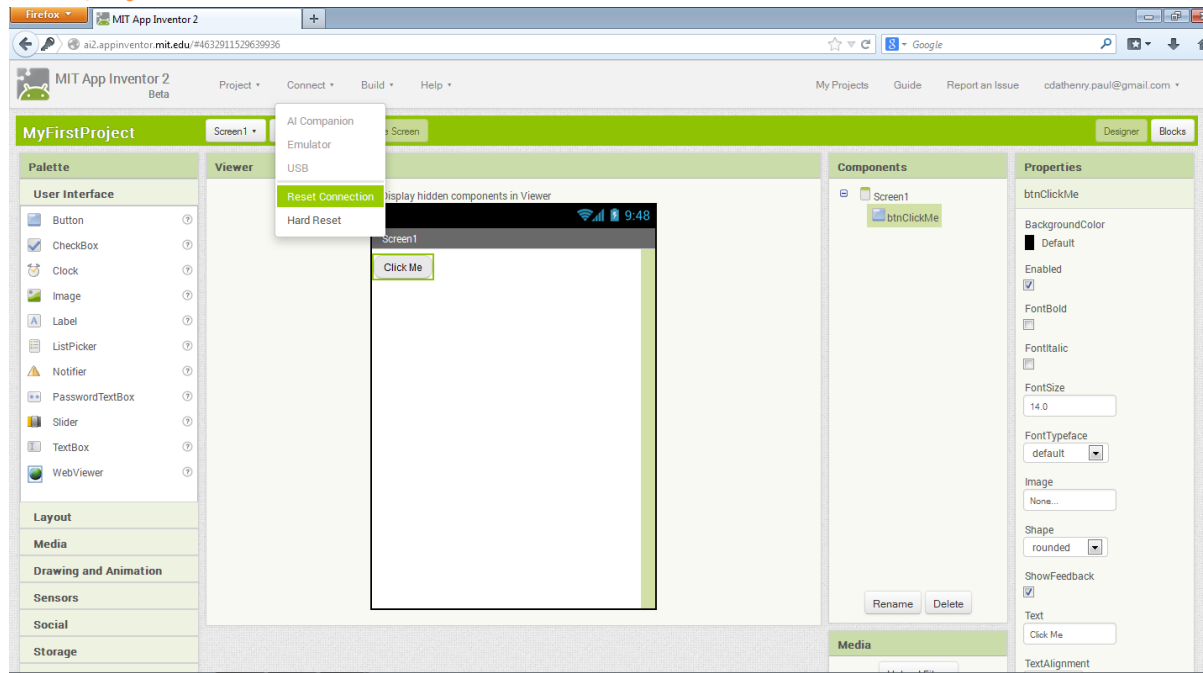 Firefox
MIT App Inventor 2
+
ai2.appinventor.mit.edu/#4632911529639936
Google
MIT App Inventor 2
Beta
Project
Connect
Build
Help
My Projects
Guide
Report an Issue
cdathenry.paul@gmail.com
MyFirstProject
Screen1
Screen
Designer
Blocks
AI Companion
Emulator
USB
Reset Connection
Hard Reset
Palette
User Interface
Button
CheckBox
Clock
Image
Label
ListPicker
Notifier
PasswordTextBox
Slider
TextBox
WebViewer
Layout
Media
Drawing and Animation
Sensors
Social
Storage
Viewer
Display hidden components in Viewer
9:48
Screen1
Click Me
Components
Screen1
btnClickMe
Rename
Delete
Media
Properties
btnClickMe
BackgroundColor
Default
Enabled
FontBold
FontItalic
FontSize
14.0
FontTypeface
default
Image
None...
Shape
rounded
ShowFeedback
Text
Click Me
TextAlignment